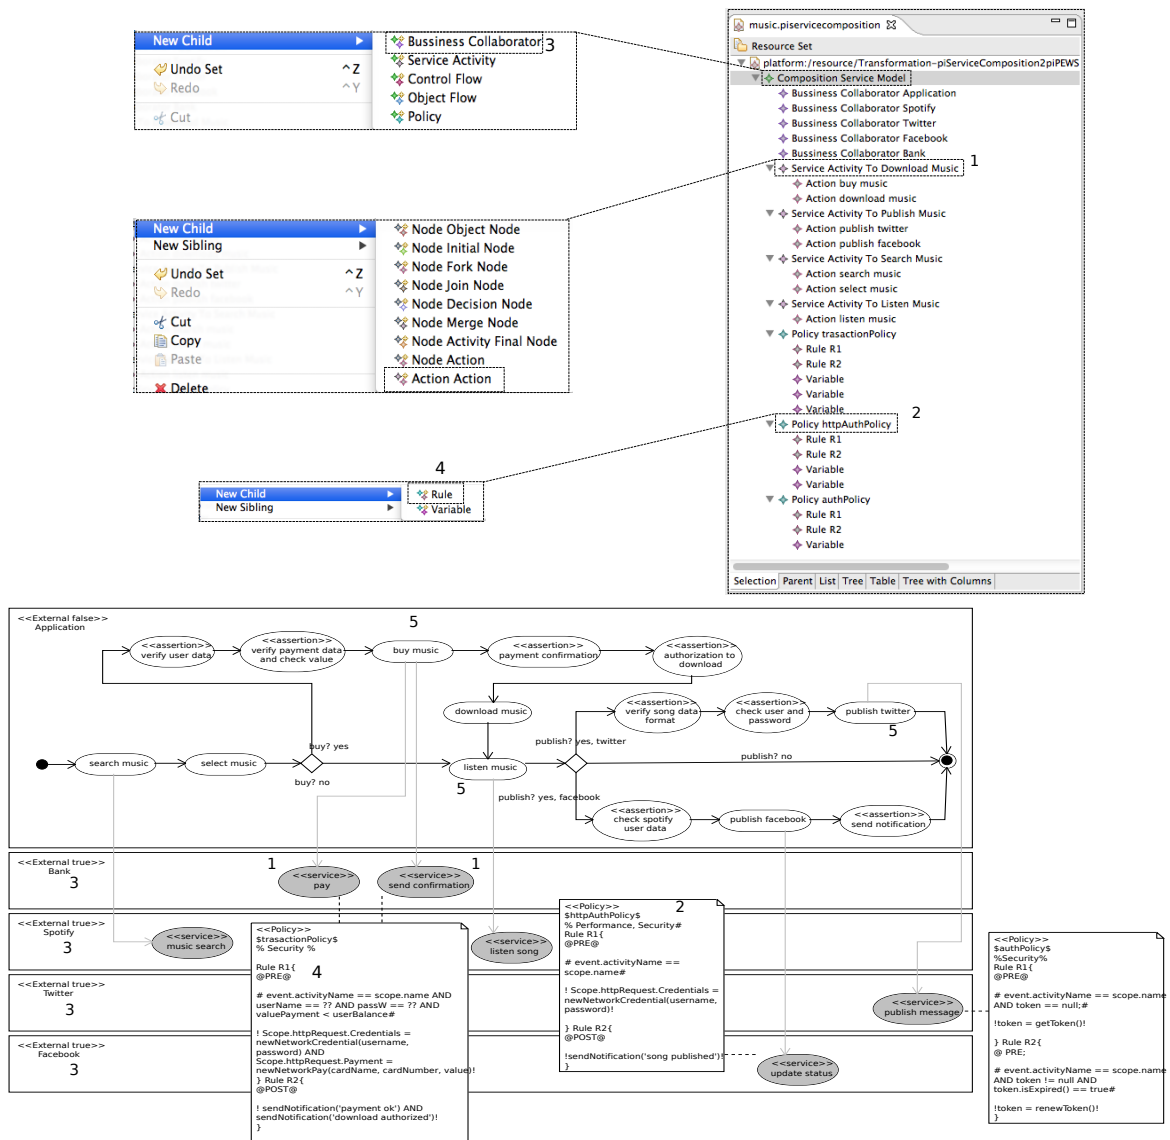 New Child
Undo Set ^Z
Redo ^Y
Cut
Bussiness Collaborator
Service Activity
Control Flow
Object Flow
Policy
3
New Child
New Sibling
Undo Set ^Z
Redo ^Y
Cut
Copy
Paste
Delete
Node Object Node
Node Initial Node
Node Fork Node
Node Join Node
Node Decision Node
Node Merge Node
Node Activity Final Node
Node Action
Action Action
4
New Child
New Sibling
Rule
Variable
music.piservicecomposition
Resource Set
platform:/resource/Transformation-piServiceComposition2piPEWS
Composition Service Model
Bussiness Collaborator Application
Bussiness Collaborator Spotify
Bussiness Collaborator Twitter
Bussiness Collaborator Facebook
Bussiness Collaborator Bank
Service Activity To Download Music
1
Action buy music
Action download music
Service Activity To Publish Music
Action publish twitter
Action publish facebook
Service Activity To Search Music
Action search music
Action select music
Service Activity To Listen Music
Action listen music
Policy trasactionPolicy
Rule R1
Rule R2
Variable
Variable
Variable
Policy httpAuthPolicy
2
Rule R1
Rule R2
Variable
Variable
Policy authPolicy
Rule R1
Rule R2
Variable
Selection Parent List Tree Table Tree with Columns
<<External false>>
Application
<<assertion>>
verify user data
<<assertion>>
verify payment data
and check value
5
buy music
<<assertion>>
payment confirmation
<<assertion>>
authorization to
download
download music
<<assertion>>
verify song data
format
<<assertion>>
check user and
password
publish twitter
5
buy? yes
publish? yes, twitter
search music
select music
buy? no
listen music
5
publish? no
publish? yes, facebook
<<assertion>>
check spotify
user data
publish facebook
<<assertion>>
send notification
<<External true>>
Bank
3
1
<<service>>
pay
<<service>>
send confirmation
1
<<External true>>
Spotify
3
<<service>>
music search
<<service>>
listen song
<<External true>>
Twitter
3
<<service>>
publish message
<<External true>>
Facebook
3
<<service>>
update status
<<Policy>>
$trasactionPolicy$
% Security %
Rule R1{
4
@PRE@
# event.activityName == scope.name AND
userName == ?? AND passW == ?? AND
valuePayment < userBalance#
! Scope.httpRequest.Credentials =
newNetworkCredential(username,
password) AND
Scope.httpRequest.Payment =
newNetworkPay(cardName, cardNumber, value)!
} Rule R2{
@POST@
! sendNotification('payment ok') AND
sendNotification('download authorized')!
}
<<Policy>>
2
$httpAuthPolicy$
% Performance, Security#
Rule R1{
@PRE@
# event.activityName ==
scope.name#
! Scope.httpRequest.Credentials =
newNetworkCredential(username,
password)!
} Rule R2{
@POST@
!sendNotification('song published')!
}
<<Policy>>
$authPolicy$
%Security%
Rule R1{
@PRE@
# event.activityName == scope.name
AND token == null;#
!token = getToken()!
} Rule R2{
@ PRE;
# event.activityName == scope.name
AND token != null AND
token.isExpired() == true#
!token = renewToken()!
}